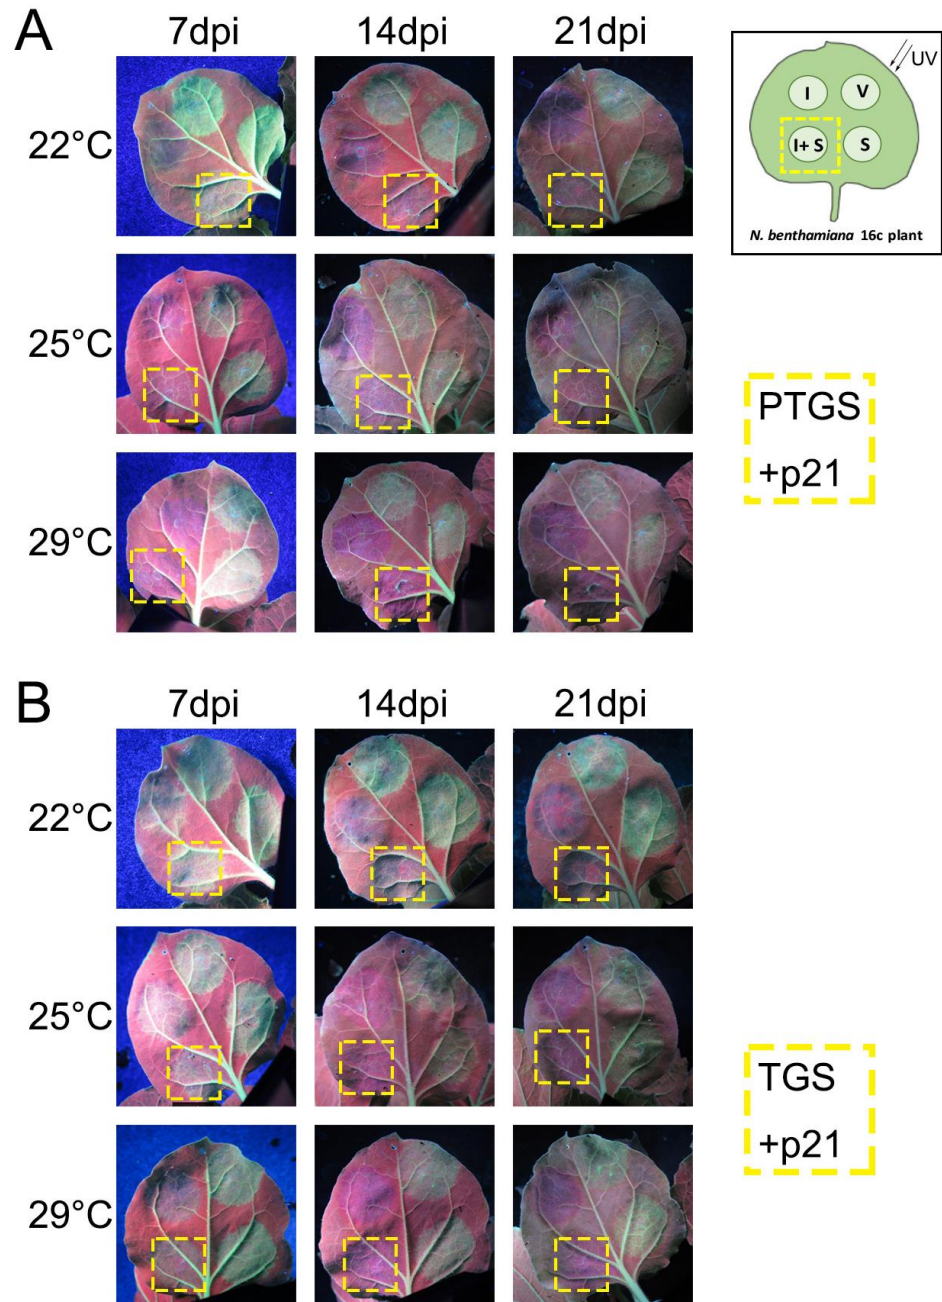 A
7dpi
14dpi
21dpi
22°C
25°C
29°C
UV
I
V
I+ S
S
N. benthamiana 16c plant
PTGS
+p21
B
7dpi
14dpi
21dpi
22°C
25°C
29°C
TGS
+p21